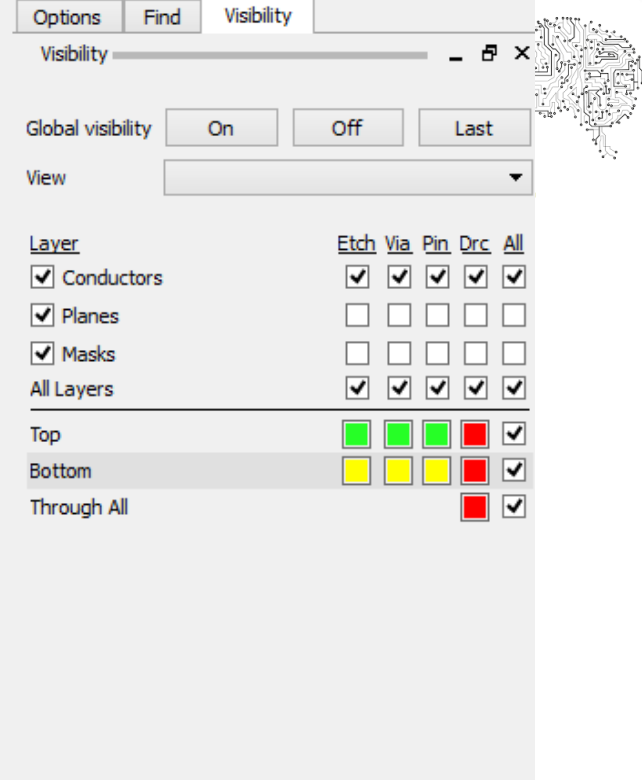 Options Find Visibility
Visibility
Global visibility On Off Last
View
Layer Etch Via Pin Drc All
Conductors
Planes
Masks
All Layers
Top
Bottom
Through All